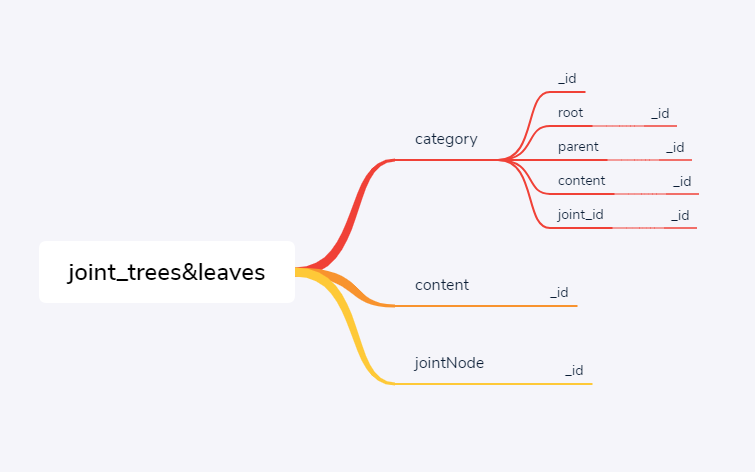 joint_trees&leaves
category
_id
root _id
parent _id
content _id
joint_id _id
content _id
jointNode _id